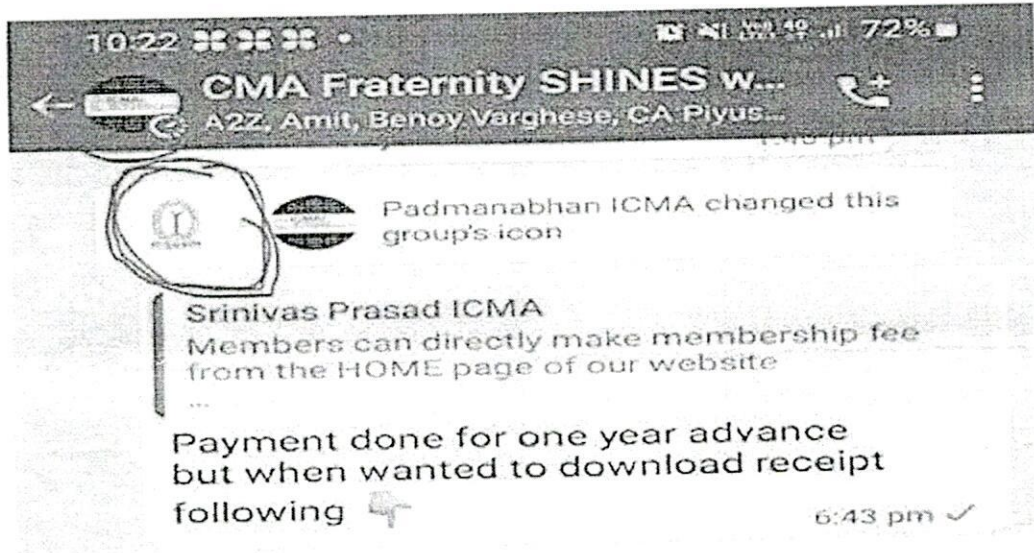 10:22
72%
CMA Fraternity SHINES w...
A2Z, Amit, Benoy Varghese, CA Piyus...
Padmanabhan ICMA changed this
group's icon
Srinivas Prasad ICMA
Members can directly make membership fee
from the HOME page of our website
...
Payment done for one year advance
but when wanted to download receipt
following 👇
6:43 pm